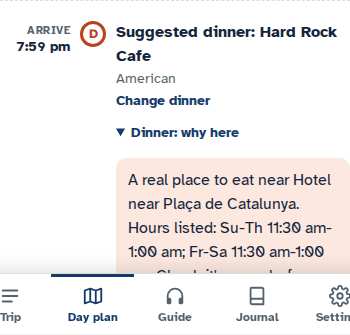 ARRIVE
7:59 pm
D
Suggested dinner: Hard Rock
Cafe
American
Change dinner
▼ Dinner: why here
A real place to eat near Hotel
near Plaça de Catalunya.
Hours listed: Su-Th 11:30 am-
1:00 am; Fr-Sa 11:30 am-1:00
Trip
Day plan
Guide
Journal
Settin